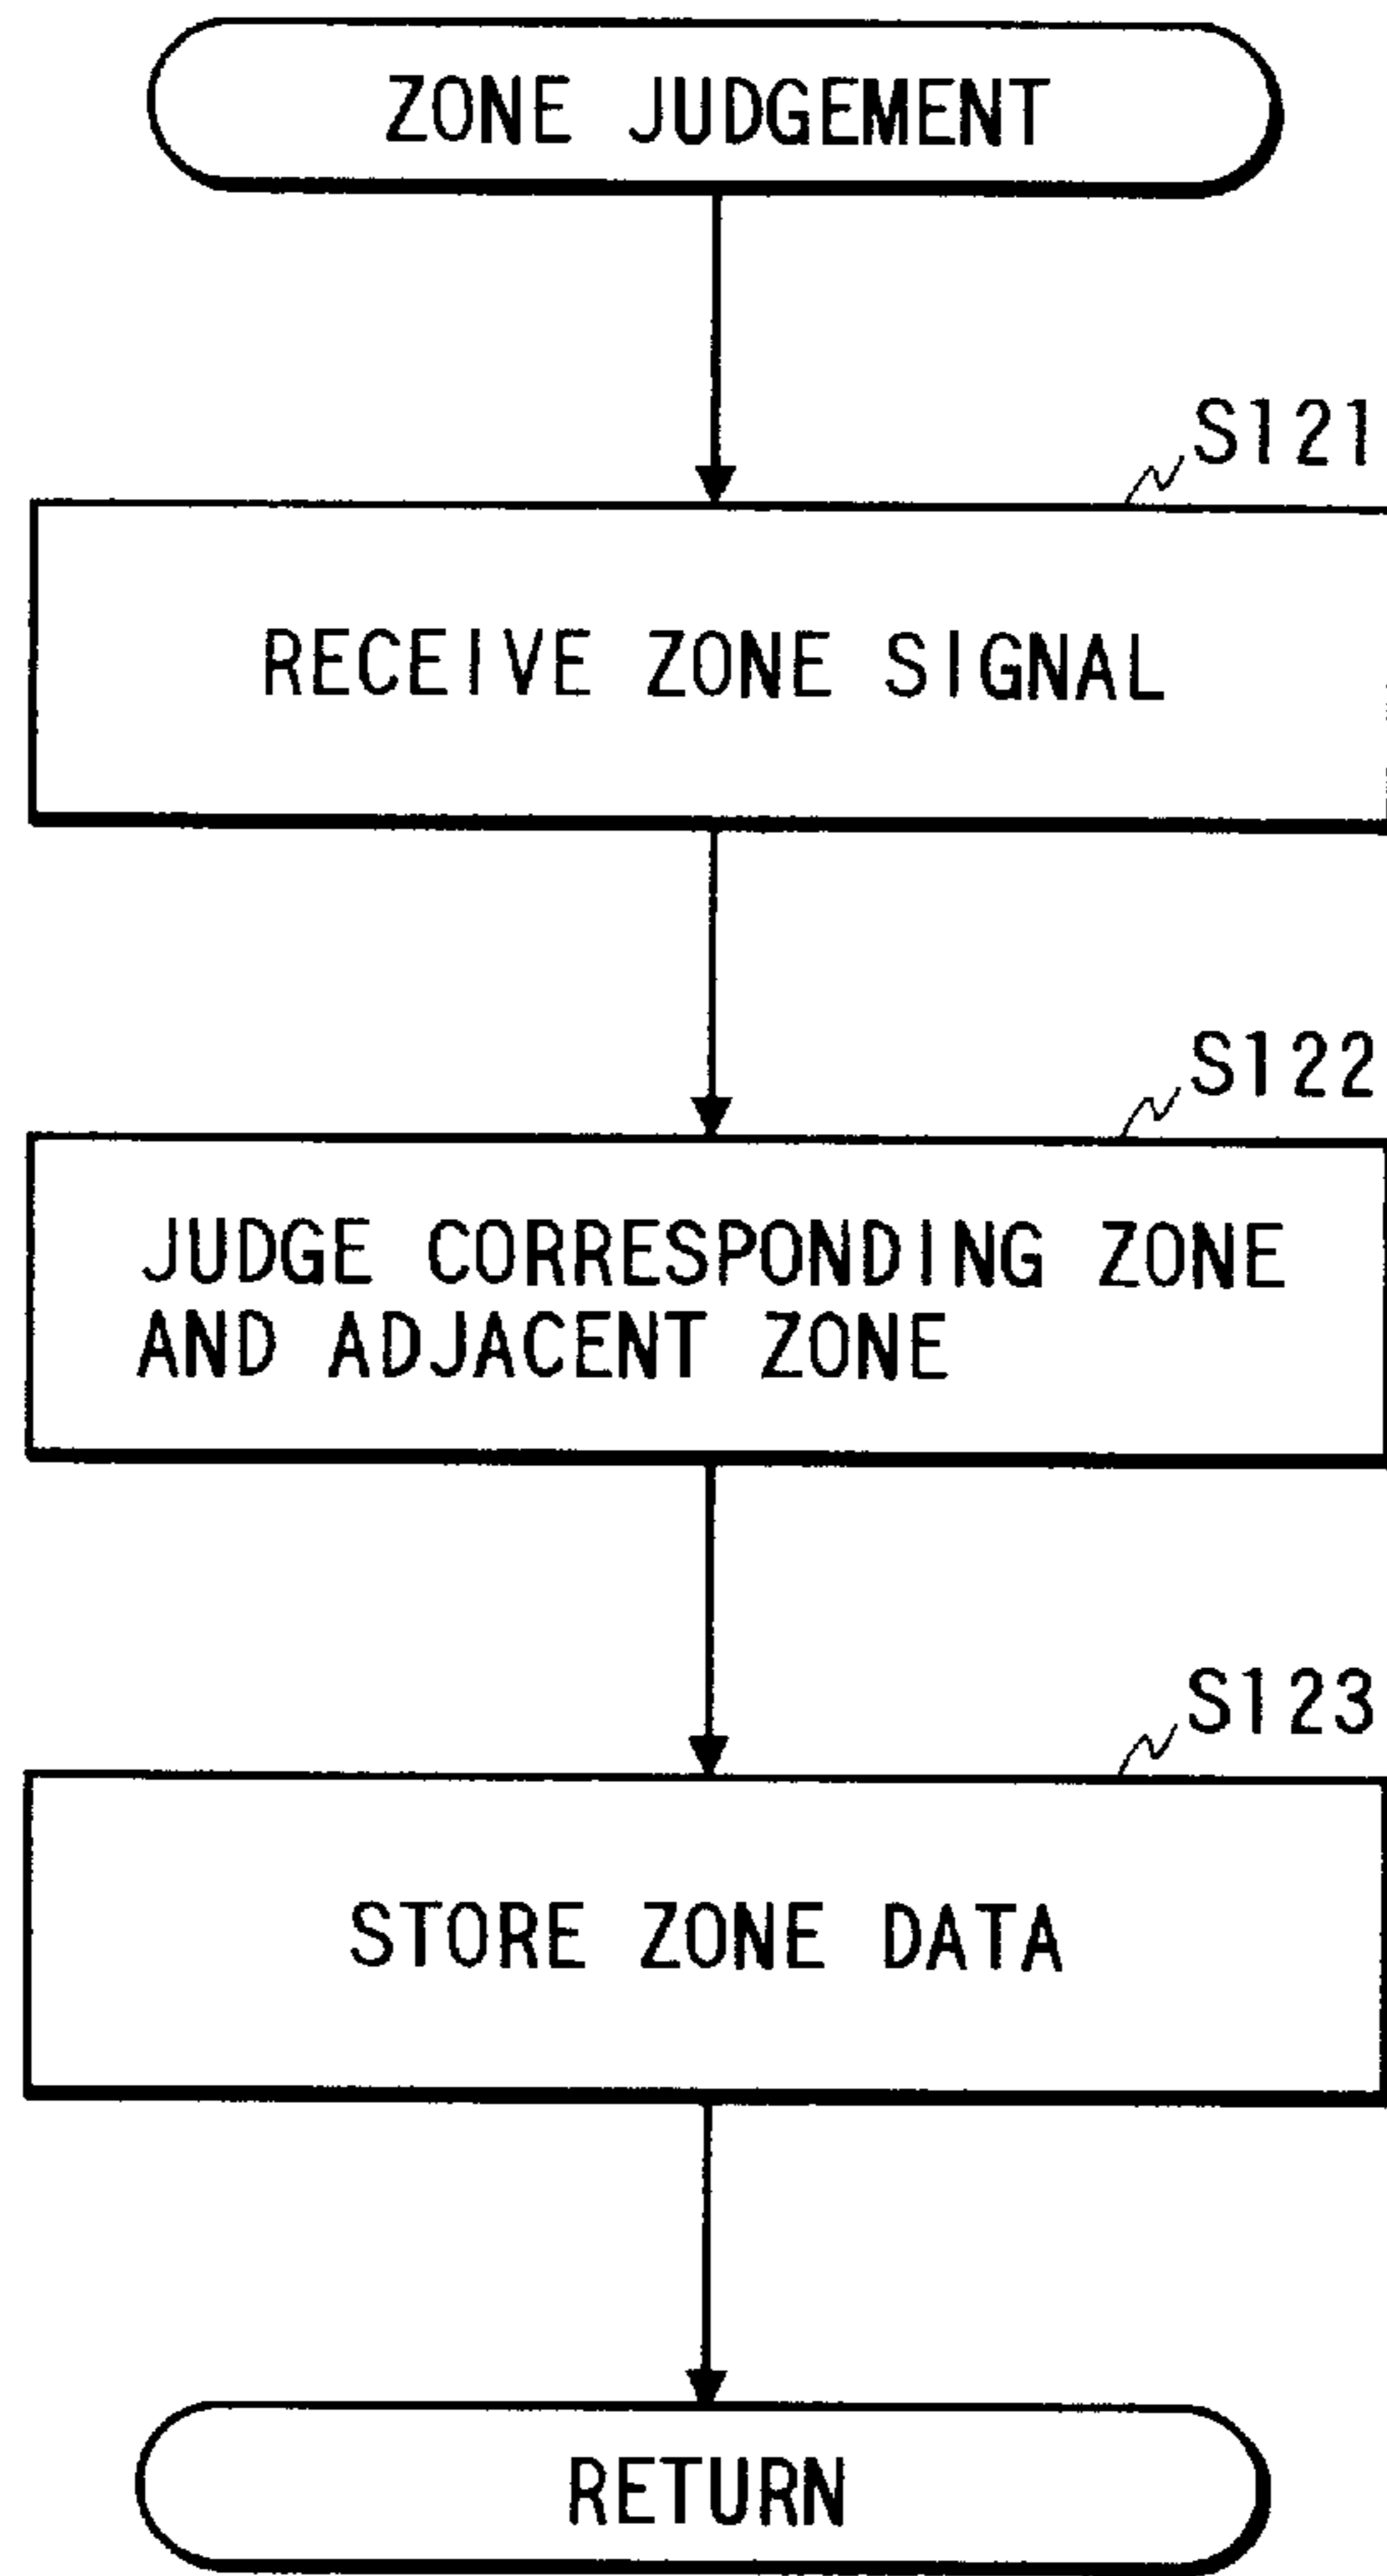 ZONE JUDGEMENT
S121
RECEIVE ZONE SIGNAL
S122
JUDGE CORRESPONDING ZONE
AND ADJACENT ZONE
S123
STORE ZONE DATA
RETURN